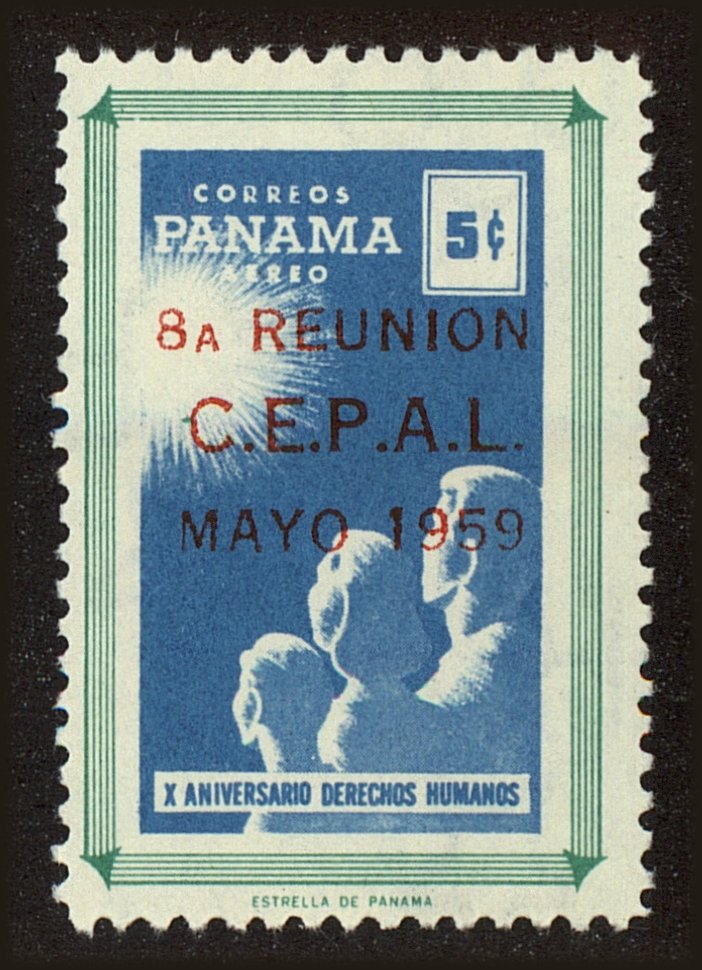 CORREOS
PANAMA
AEREO
5¢
8A REUNION
C.E.P.A.L.
MAYO 1959
X ANIVERSARIO DERECHOS HUMANOS
ESTRELLA DE PANAMA